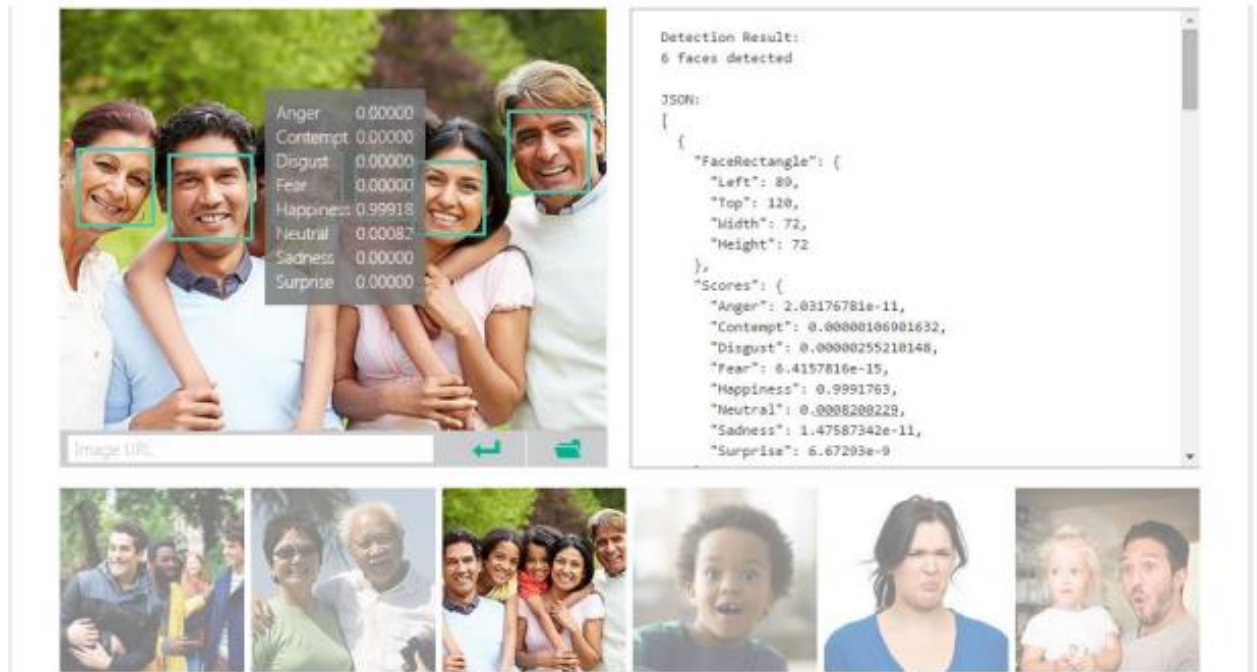 Anger 0.00000
Contempt 0.00000
Disgust 0.00000
Fear 0.00000
Happiness 0.99918
Neutral 0.00082
Sadness 0.00000
Surprise 0.00000
Image URL
Detection Result:
6 faces detected
JSON:
[
{
"FaceRectangle": {
"Left": 89,
"Top": 120,
"Width": 72,
"Height": 72
},
"Scores": {
"Anger": 2.03176781e-11,
"Contempt": 0.00000106901632,
"Disgust": 0.00000255210148,
"Fear": 6.4157816e-15,
"Happiness": 0.9991763,
"Neutral": 0.0008208229,
"Sadness": 1.47587342e-11,
"Surprise": 6.67293e-9